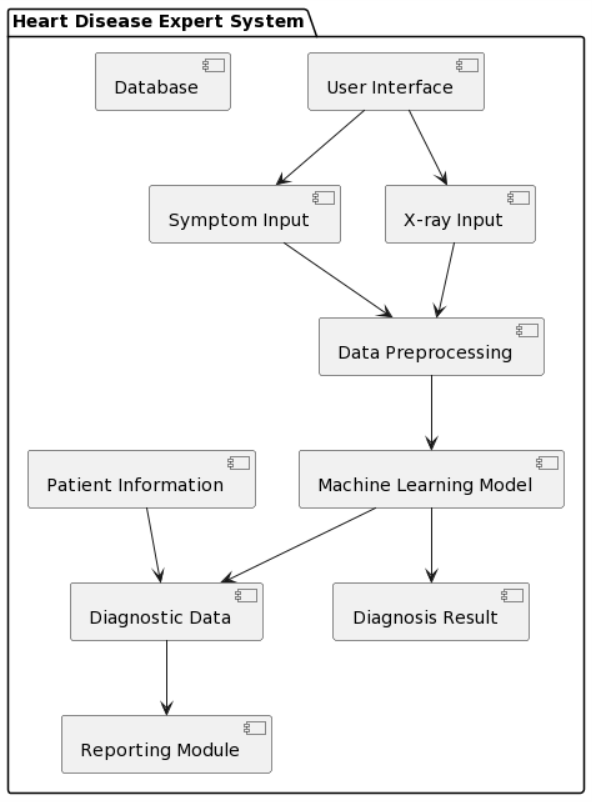 Heart Disease Expert System
Database
User Interface
Symptom Input
X-ray Input
Data Preprocessing
Patient Information
Machine Learning Model
Diagnostic Data
Diagnosis Result
Reporting Module